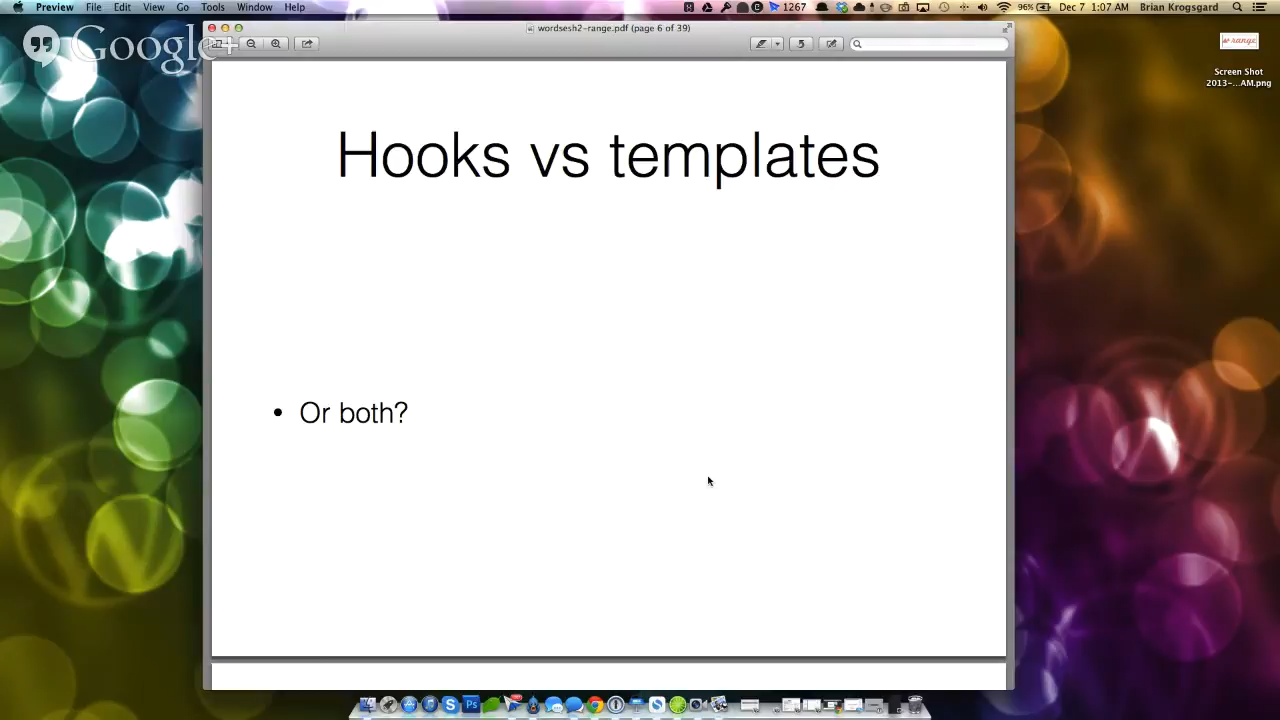 Preview File Edit View Go Tools Window Help 1267 96% Dec 7 1:07 AM Brian Krogsgard
Google+
wordsesh2-range.pdf (page 6 of 39)
range
Screen Shot
2013-...AM.png
Hooks vs templates
• Or both?